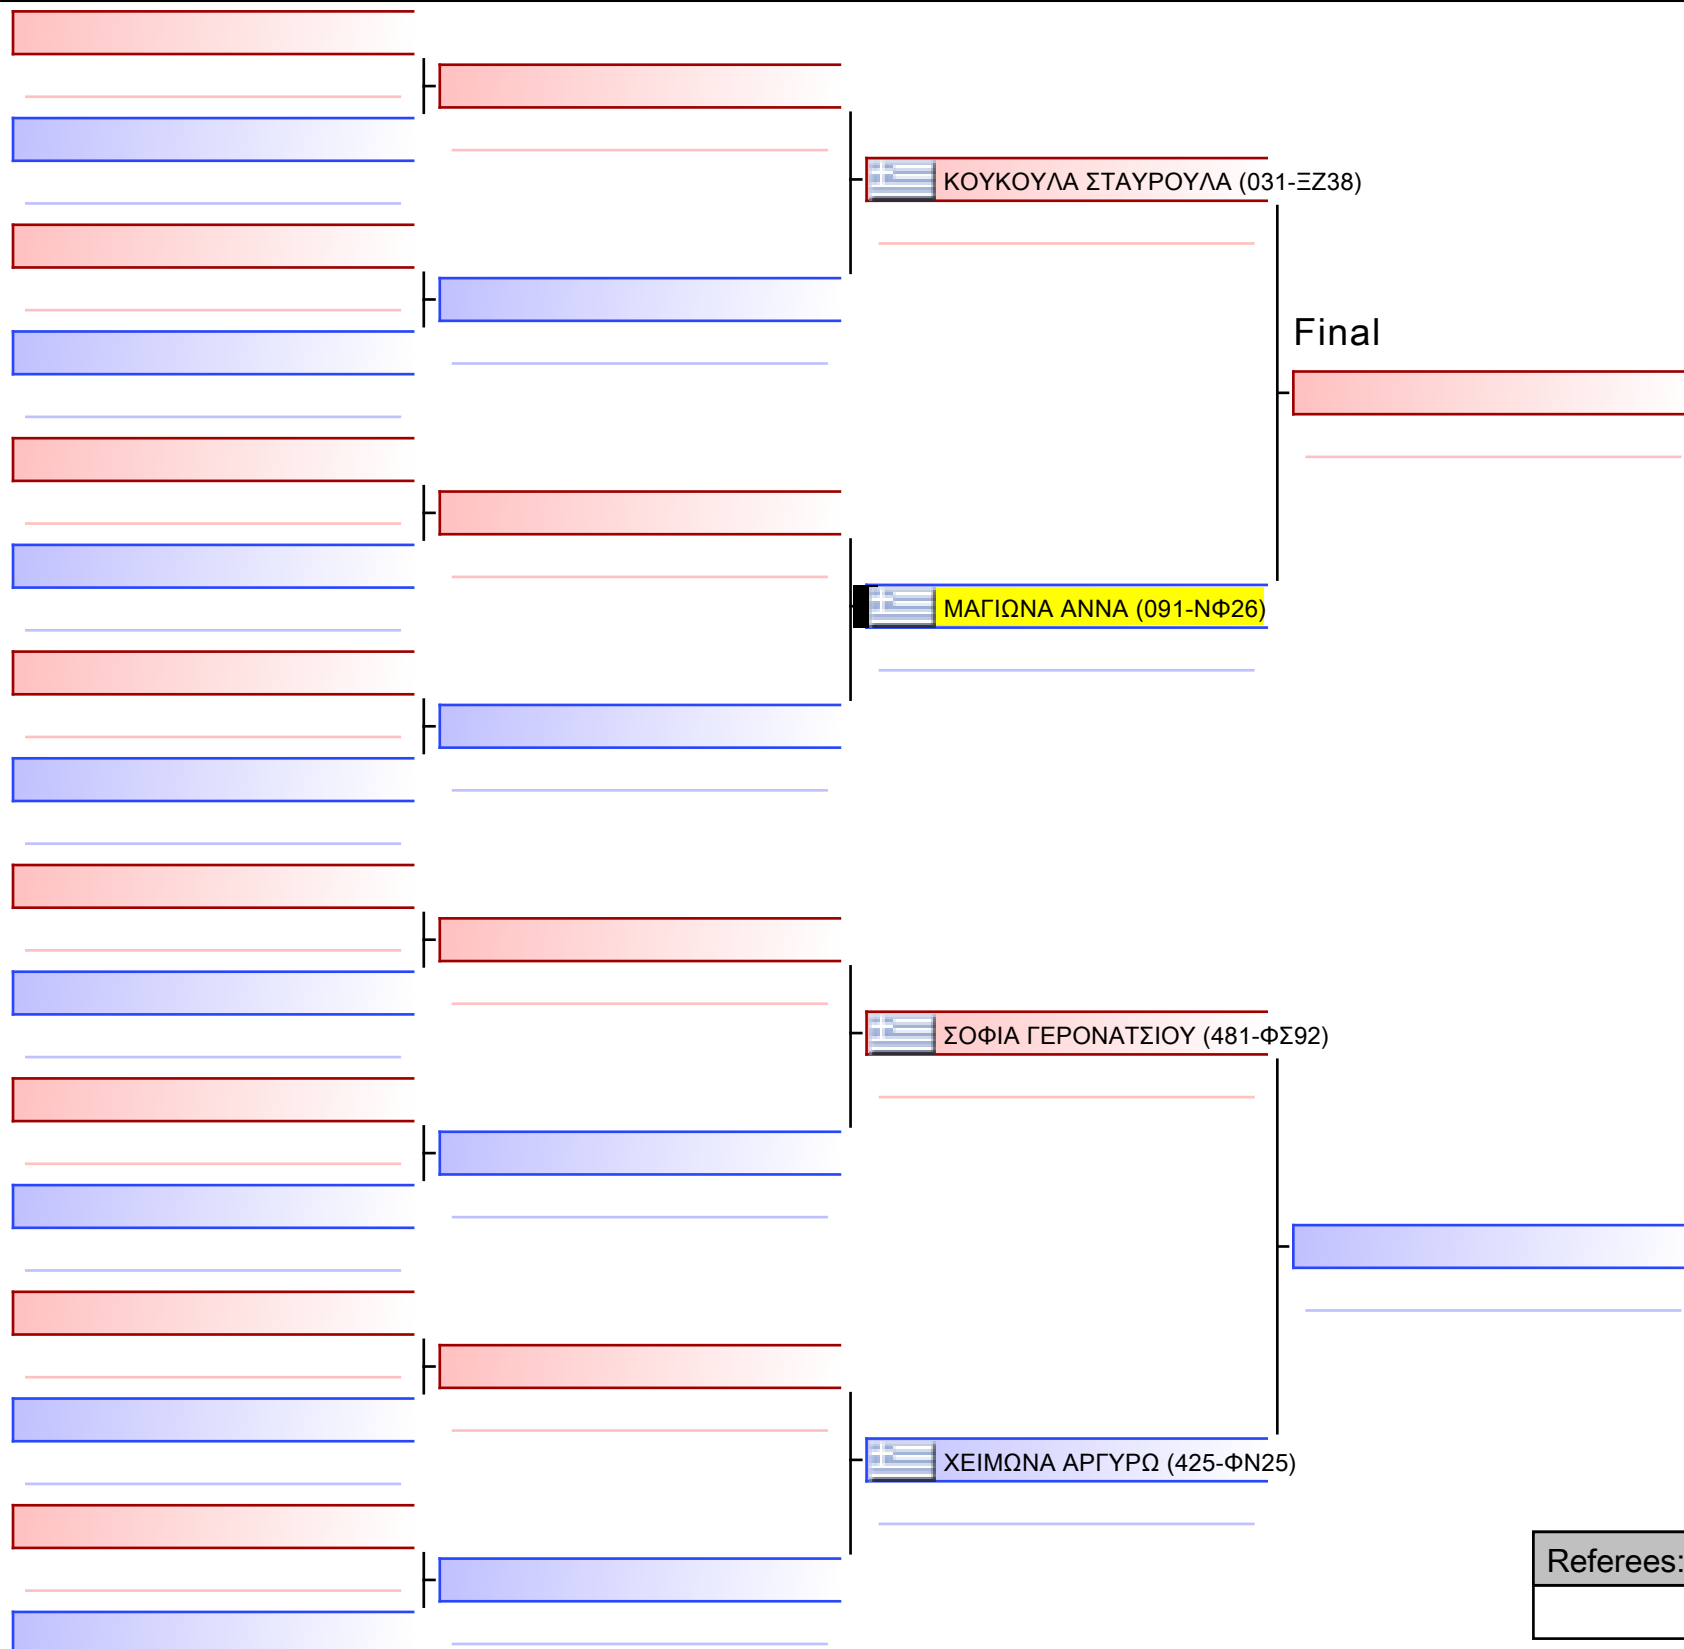 ΚΟΥΚΟΥΛΑ ΣΤΑΥΡΟΥΛΑ (031-ΞΖ38)
Final
ΜΑΓΙΩΝΑ ΑΝΝΑ (091-ΝΦ26)
ΣΟΦΙΑ ΓΕΡΟΝΑΤΣΙΟΥ (481-ΦΣ92)
ΧΕΙΜΩΝΑ ΑΡΓΥΡΩ (425-ΦΝ25)
Referees: